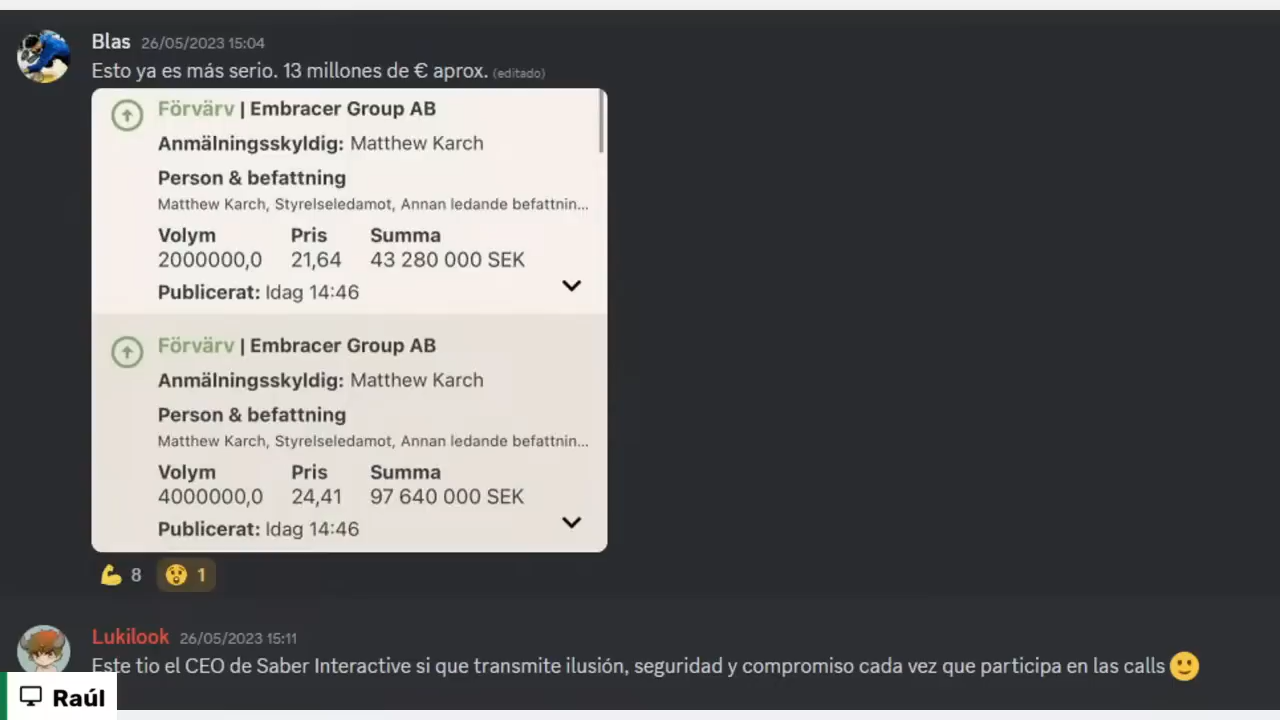 Blas 26/05/2023 15:04
Esto ya es más serio. 13 millones de € aprox. (editado)
Förvärv | Embracer Group AB
Anmälningsskyldig: Matthew Karch
Person & befattning
Matthew Karch, Styrelseledamot, Annan ledande befattnin...
Volym Pris Summa
2000000,0 21,64 43 280 000 SEK
Publicerat: Idag 14:46
Förvärv | Embracer Group AB
Anmälningsskyldig: Matthew Karch
Person & befattning
Matthew Karch, Styrelseledamot, Annan ledande befattnin...
Volym Pris Summa
4000000,0 24,41 97 640 000 SEK
Publicerat: Idag 14:46
💪 8 😲 1
Lukilook 26/05/2023 15:11
Este tio el CEO de Saber Interactive si que transmite ilusión, seguridad y compromiso cada vez que participa en las calls 🙂
Raúl